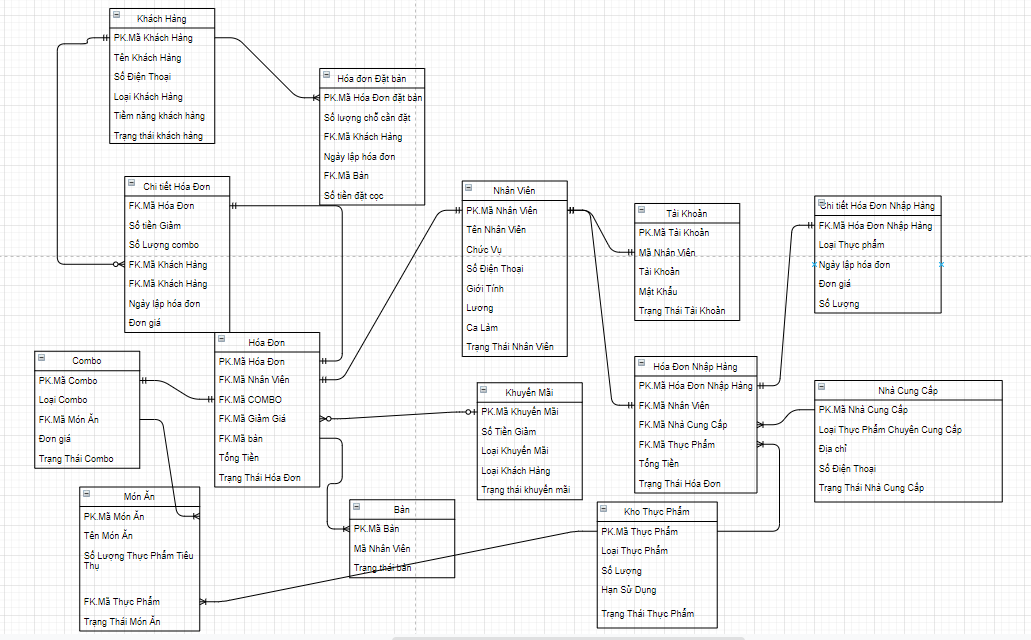 Khách Hàng
PK.Mã Khách Hàng
Tên Khách Hàng
Số Điện Thoại
Loại Khách Hàng
Tiềm năng khách hàng
Trạng thái khách hàng
Hóa đơn Đặt bàn
PK.Mã Hóa Đơn đặt bàn
Số lượng chỗ cần đặt
FK.Mã Khách Hàng
Ngày lập hóa đơn
FK.Mã Bàn
Số tiền đặt cọc
Chi tiết Hóa Đơn
FK.Mã Hóa Đơn
Số tiền Giảm
Số Lượng combo
FK.Mã Khách Hàng
FK.Mã Khách Hàng
Ngày lập hóa đơn
Đơn giá
Nhân Viên
PK.Mã Nhân Viên
Tên Nhân Viên
Chức Vụ
Số Điện Thoại
Giới Tính
Lương
Ca Làm
Trạng Thái Nhân Viên
Tài Khoản
PK.Mã Tài Khoản
Mã Nhân Viên
Tài Khoản
Mật Khẩu
Trạng Thái Tài Khoản
Chi tiết Hóa Đơn Nhập Hàng
FK.Mã Hóa Đơn Nhập Hàng
Loại Thực phẩm
Ngày lập hóa đơn
Đơn giá
Số Lượng
Hóa Đơn
PK.Mã Hóa Đơn
FK.Mã Nhân Viên
FK.Mã COMBO
FK.Mã Giảm Giá
FK.Mã bàn
Tổng Tiền
Trạng Thái Hóa Đơn
Combo
PK.Mã Combo
Loại Combo
FK.Mã Món Ăn
Đơn giá
Trạng Thái Combo
Khuyến Mãi
PK.Mã Khuyến Mãi
Số Tiền Giảm
Loại Khuyến Mãi
Loại Khách Hàng
Trạng thái khuyến mãi
Hóa Đơn Nhập Hàng
PK.Mã Hóa Đơn Nhập Hàng
FK.Mã Nhân Viên
FK.Mã Nhà Cung Cấp
FK.Mã Thực Phẩm
Tổng Tiền
Trạng Thái Hóa Đơn
Nhà Cung Cấp
PK.Mã Nhà Cung Cấp
Loại Thực Phẩm Chuyên Cung Cấp
Địa chỉ
Số Điện Thoại
Trạng Thái Nhà Cung Cấp
Món Ăn
PK.Mã Món Ăn
Tên Món Ăn
Số Lượng Thực Phẩm Tiêu
Thụ
FK.Mã Thực Phẩm
Trạng Thái Món Ăn
Bàn
PK.Mã Bàn
Mã Nhân Viên
Trạng thái bàn
Kho Thực Phẩm
PK.Mã Thực Phẩm
Loại Thực Phẩm
Số Lượng
Hạn Sử Dụng
Trạng Thái Thực Phẩm